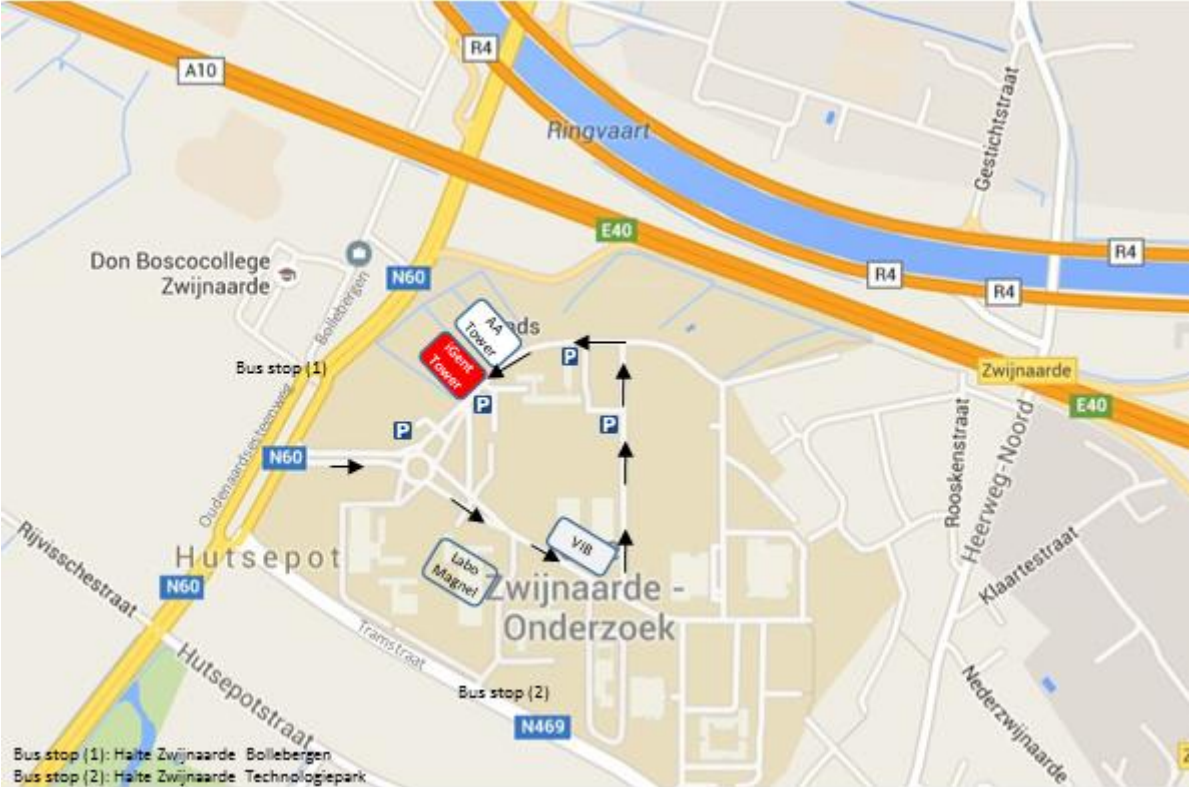 R4
A10
Ringvaart
Gestichtstraat
E40
R4
R4
R4
Don Boscocollege
Zwijnaarde
N60
Bollebergen
AA
Tower
iGent
Tower
P
Bus stop (1)
Zwijnaarde
E40
P
P
P
Oudenaardsesteenweg
N60
Rooskenstraat
Heerweg-Noord
Rijvisschestraat
Hutsepot
ViB
Labo
Magnel
N60
Zwijnaarde -
Onderzoek
Klaartestraat
Tramstraat
Hutsepotstraat
Nederzwijnaarde
Bus stop (2)
N469
Bus stop (1): Halte Zwijnaarde Bollebergen
Bus stop (2): Halte Zwijnaarde Technologiepark